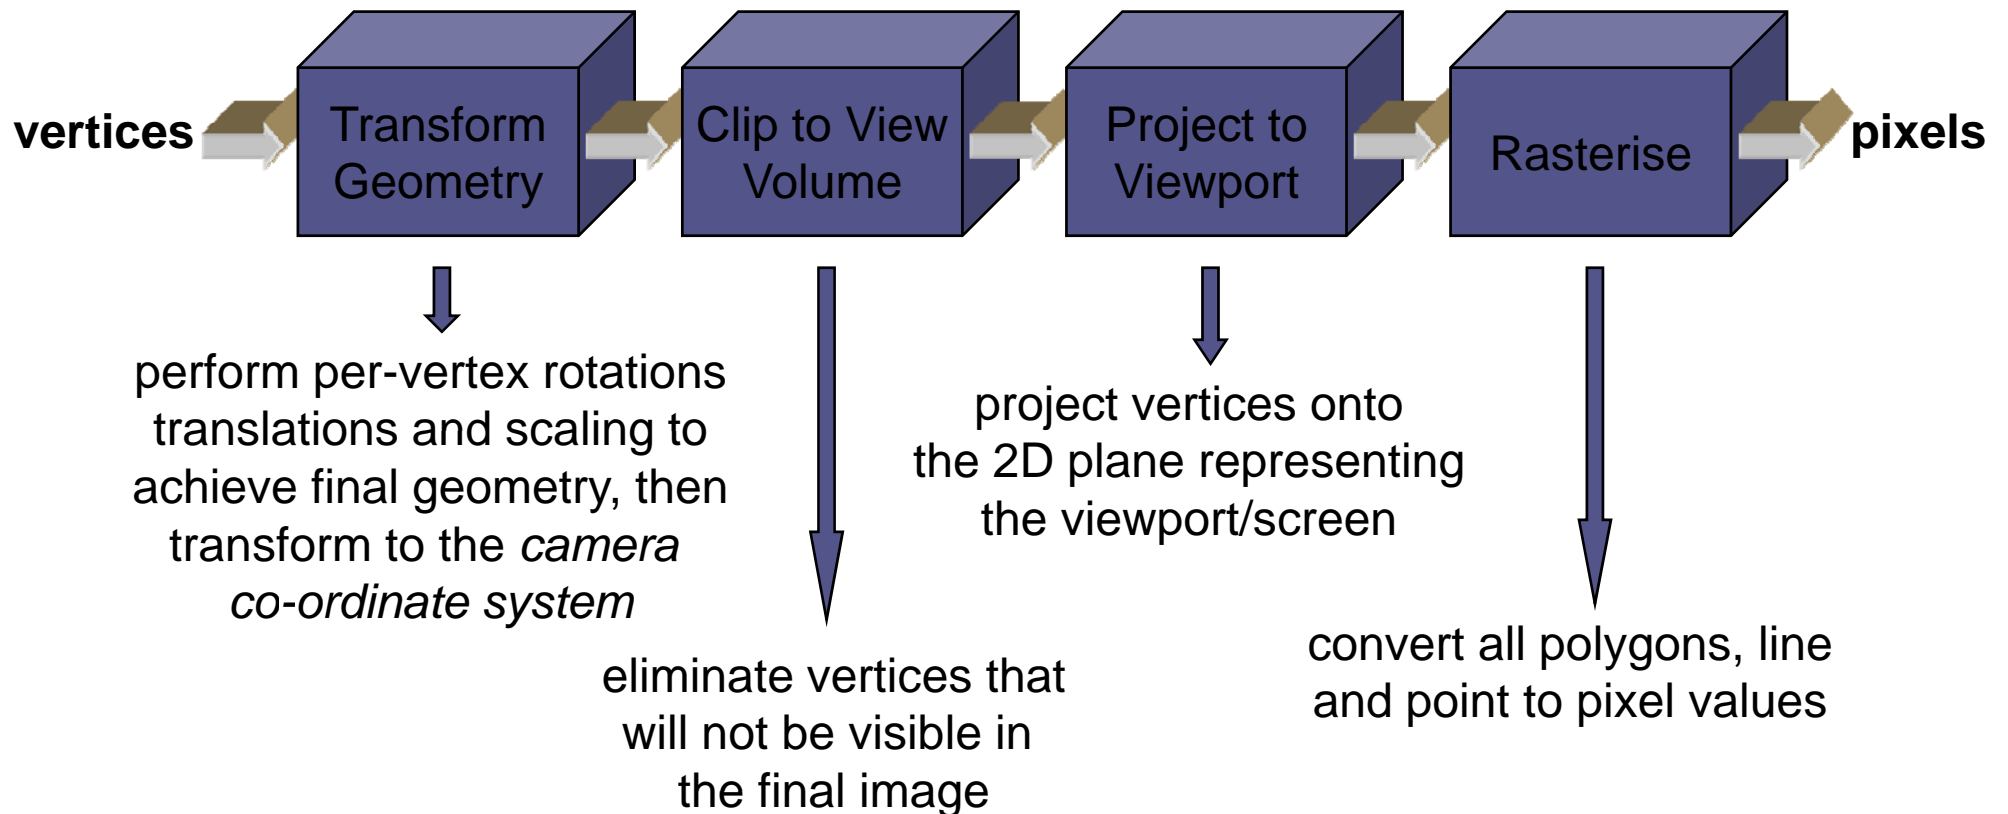 vertices
Transform
Geometry
Clip to View
Volume
Project to
Viewport
Rasterise
pixels
perform per-vertex rotations
translations and scaling to
achieve final geometry, then
transform to the camera
co-ordinate system
eliminate vertices that
will not be visible in
the final image
project vertices onto
the 2D plane representing
the viewport/screen
convert all polygons, line
and point to pixel values